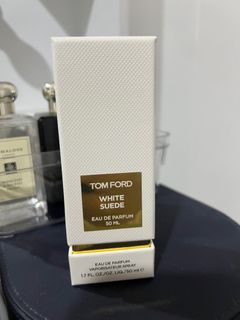 TOM FORD
WHITE
SUEDE
EAU DE PARFUM
50 ML
EAU DE PARFUM
VAPORISATEUR SPRAY
1.7 FL.OZ./OZ.LIQ./50 ml ℮